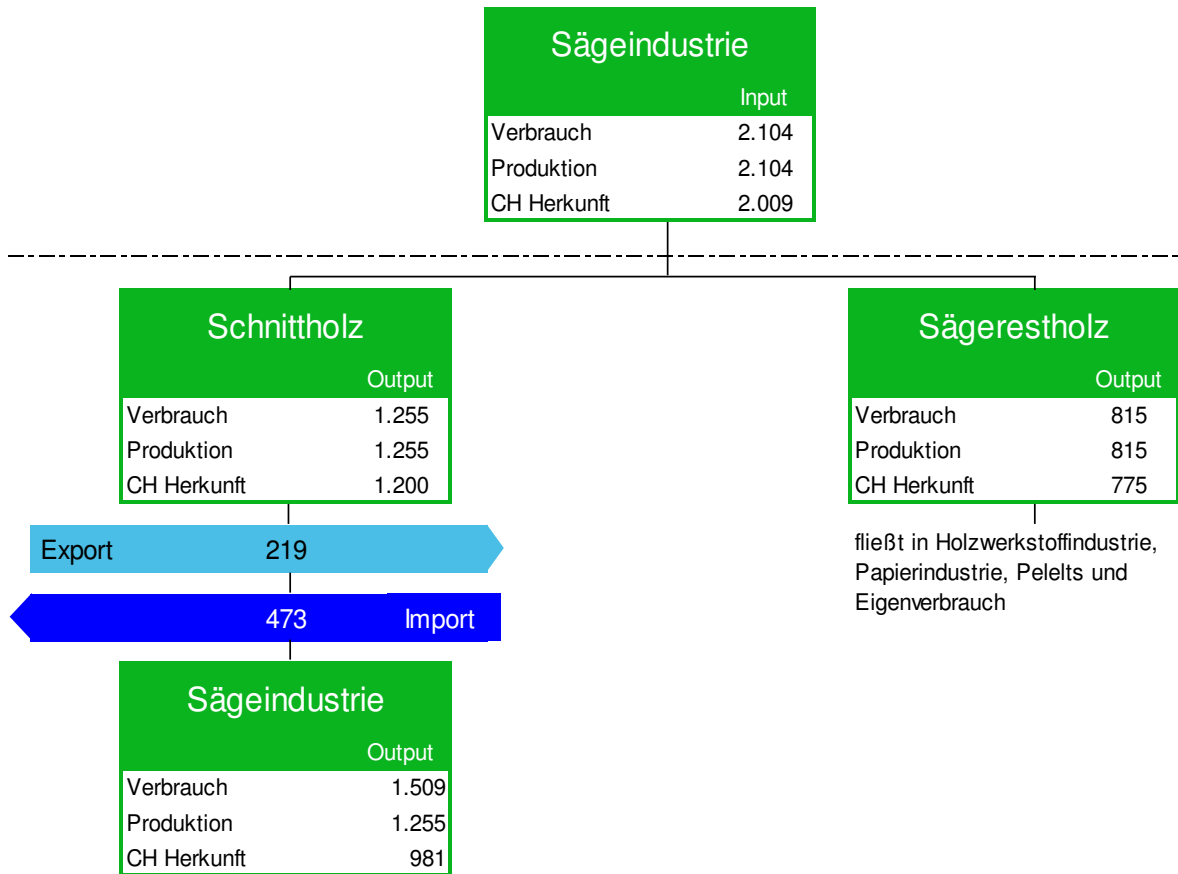 Sägeindustrie
Input
Verbrauch 2.104
Produktion 2.104
CH Herkunft 2.009
Schnittholz
Output
Verbrauch 1.255
Produktion 1.255
CH Herkunft 1.200
Sägerestholz
Output
Verbrauch 815
Produktion 815
CH Herkunft 775
Export 219
473 Import
fließt in Holzwerkstoffindustrie,
Papierindustrie, Pelelts und
Eigenverbrauch
Sägeindustrie
Output
Verbrauch 1.509
Produktion 1.255
CH Herkunft 981